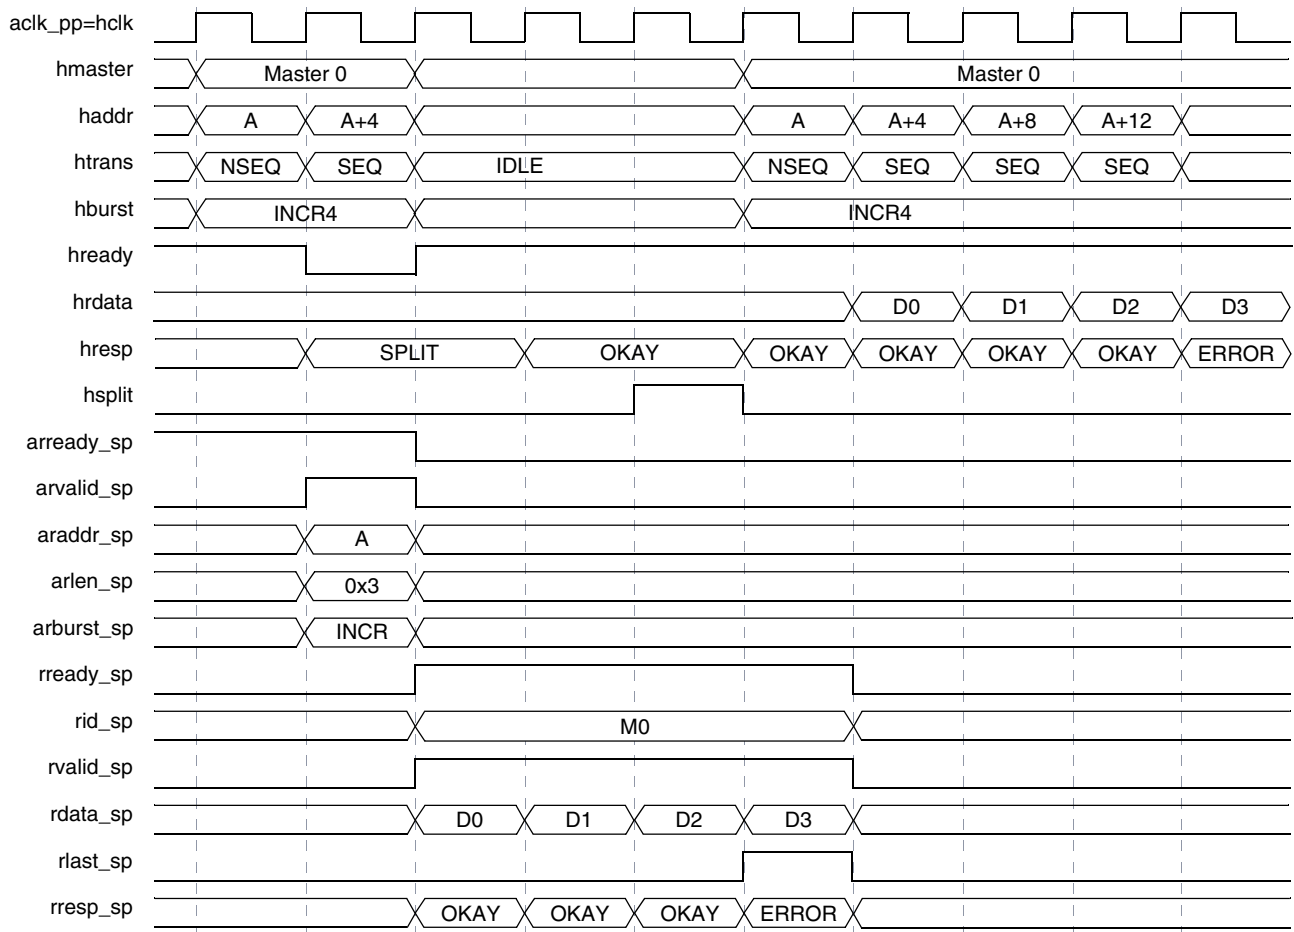 aclk_pp=hclk
hmaster Master 0 Master 0
haddr A A+4 A A+4 A+8 A+12
htrans NSEQ SEQ IDLE NSEQ SEQ SEQ SEQ
hburst INCR4 INCR4
hready
hrdata D0 D1 D2 D3
hresp SPLIT OKAY OKAY OKAY OKAY OKAY ERROR
hsplit
arready_sp
arvalid_sp
araddr_sp A
arlen_sp 0x3
arburst_sp INCR
rready_sp
rid_sp M0
rvalid_sp
rdata_sp D0 D1 D2 D3
rlast_sp
rresp_sp OKAY OKAY OKAY ERROR